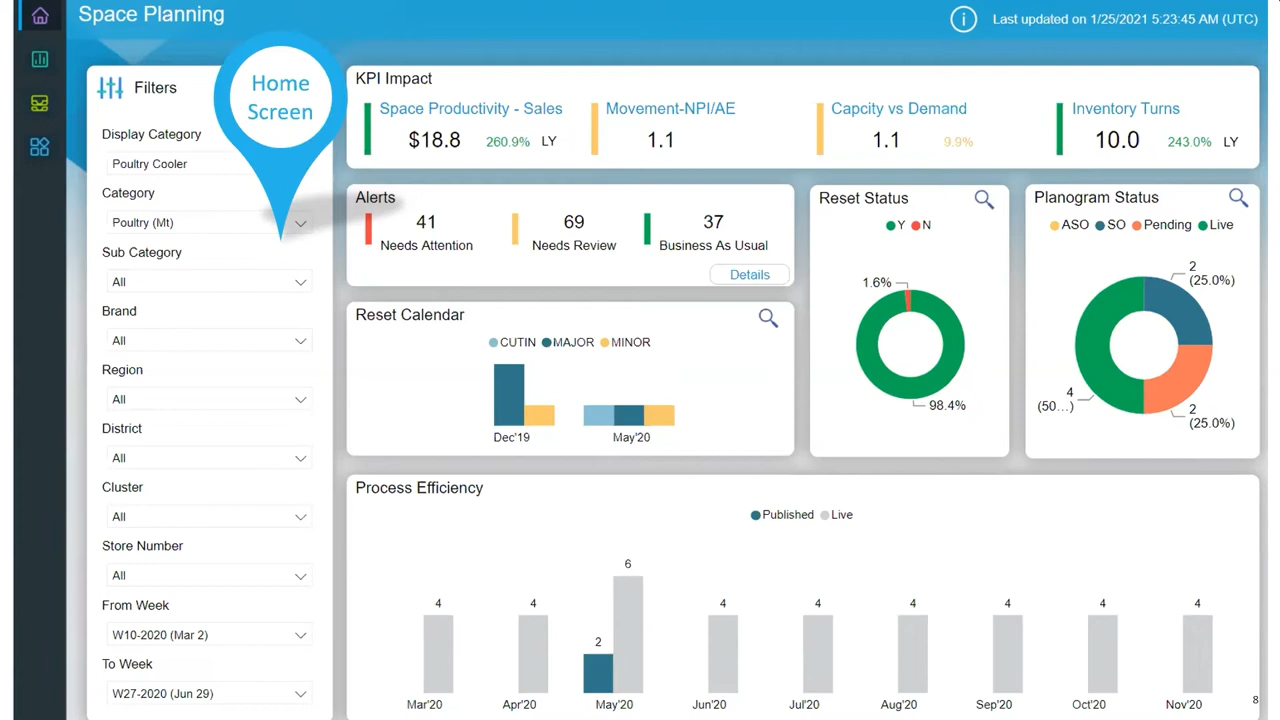 Space Planning
Last updated on 1/25/2021 5:23:45 AM (UTC)
Home
Screen
Filters
Display Category
Poultry Cooler
Category
Poultry (Mt)
Sub Category
All
Brand
All
Region
All
District
All
Cluster
All
Store Number
All
From Week
W10-2020 (Mar 2)
To Week
W27-2020 (Jun 29)
KPI Impact
Space Productivity - Sales
$18.8 260.9% LY
Movement-NPI/AE
1.1
Capcity vs Demand
1.1 9.9%
Inventory Turns
10.0 243.0% LY
Alerts
41
Needs Attention
69
Needs Review
37
Business As Usual
Details
Reset Status
Y N
1.6%
98.4%
Planogram Status
ASO SO Pending Live
2
(25.0%)
4
(50…)
2
(25.0%)
Reset Calendar
CUTIN MAJOR MINOR
Dec'19 May'20
Process Efficiency
Published Live
4 4 2 6 4 4 4 4 4 4
Mar'20 Apr'20 May'20 Jun'20 Jul'20 Aug'20 Sep'20 Oct'20 Nov'20
8